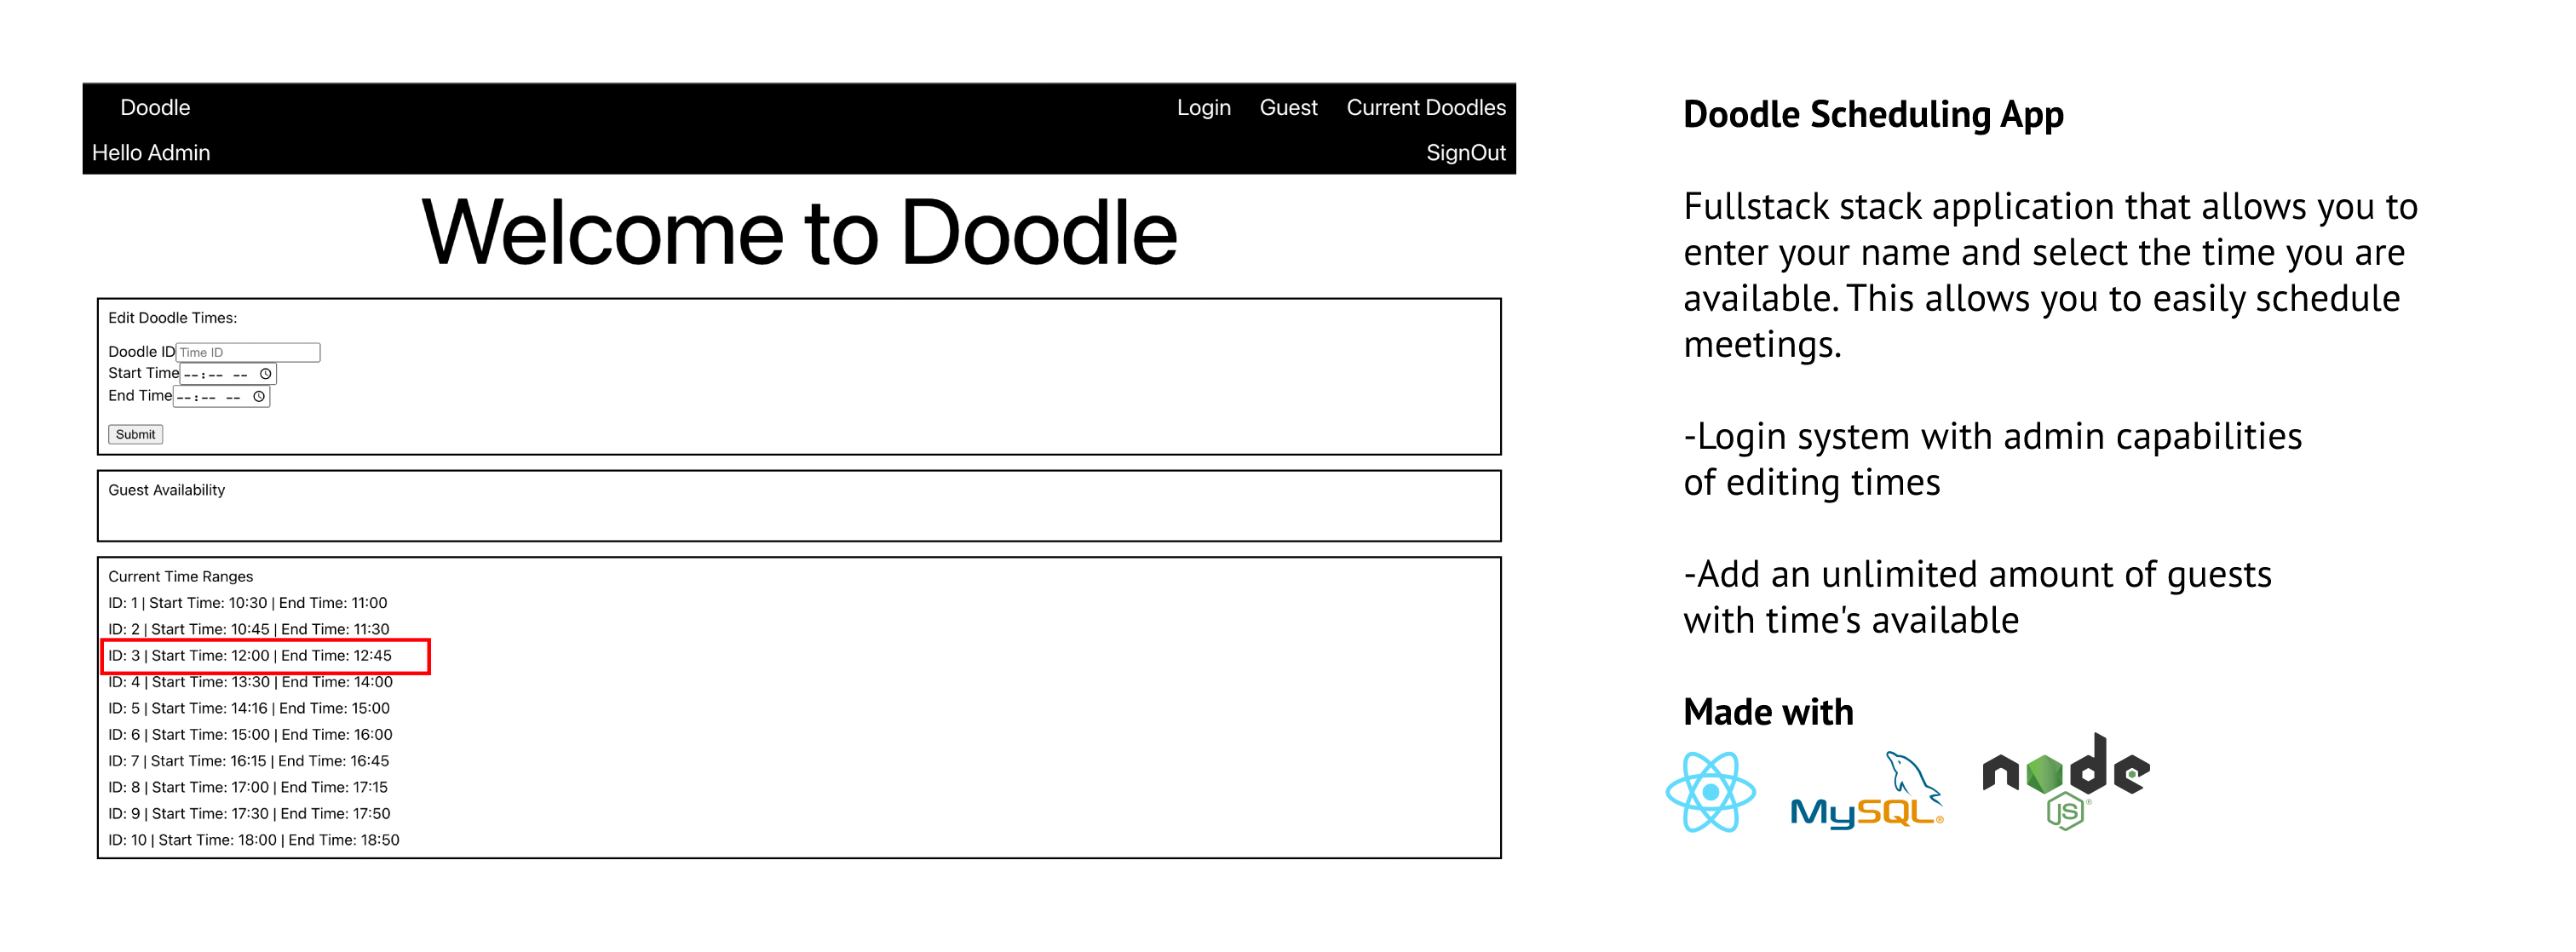 Doodle
Login
Guest
Current Doodles
Hello Admin
SignOut
Welcome to Doodle
Edit Doodle Times:
Doodle ID Time ID
Start Time --:-- --
End Time --:-- --
Submit
Guest Availability
Current Time Ranges
ID: 1 | Start Time: 10:30 | End Time: 11:00
ID: 2 | Start Time: 10:45 | End Time: 11:30
ID: 3 | Start Time: 12:00 | End Time: 12:45
ID: 4 | Start Time: 13:30 | End Time: 14:00
ID: 5 | Start Time: 14:16 | End Time: 15:00
ID: 6 | Start Time: 15:00 | End Time: 16:00
ID: 7 | Start Time: 16:15 | End Time: 16:45
ID: 8 | Start Time: 17:00 | End Time: 17:15
ID: 9 | Start Time: 17:30 | End Time: 17:50
ID: 10 | Start Time: 18:00 | End Time: 18:50
Doodle Scheduling App
Fullstack stack application that allows you to
enter your name and select the time you are
available. This allows you to easily schedule
meetings.
-Login system with admin capabilities
of editing times
-Add an unlimited amount of guests
with time's available
Made with
MySQL®
node
JS®